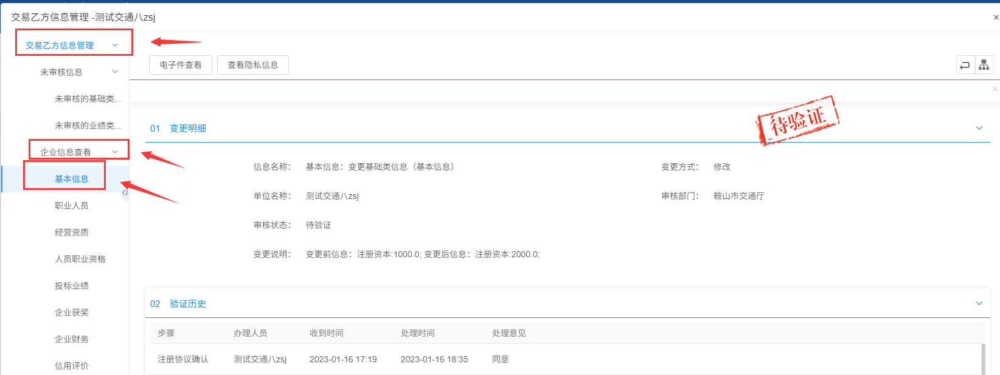 交易乙方信息管理 -测试交通八zsj
交易乙方信息管理
未审核信息
未审核的基础类...
未审核的业绩类...
企业信息查看
基本信息
职业人员
经营资质
人员职业资格
投标业绩
企业获奖
企业财务
信用评价
电子件查看 查看隐私信息
待验证
01 变更明细
信息名称： 基本信息：变更基础类信息（基本信息） 变更方式： 修改
单位名称： 测试交通八zsj 审核部门： 鞍山市交通厅
审核状态： 待验证
变更说明： 变更前信息：注册资本:1000.0; 变更后信息：注册资本:2000.0;
02 验证历史
步骤 办理人员 收到时间 处理时间 处理意见
注册协议确认 测试交通八zsj 2023-01-16 17:19 2023-01-16 18:35 同意